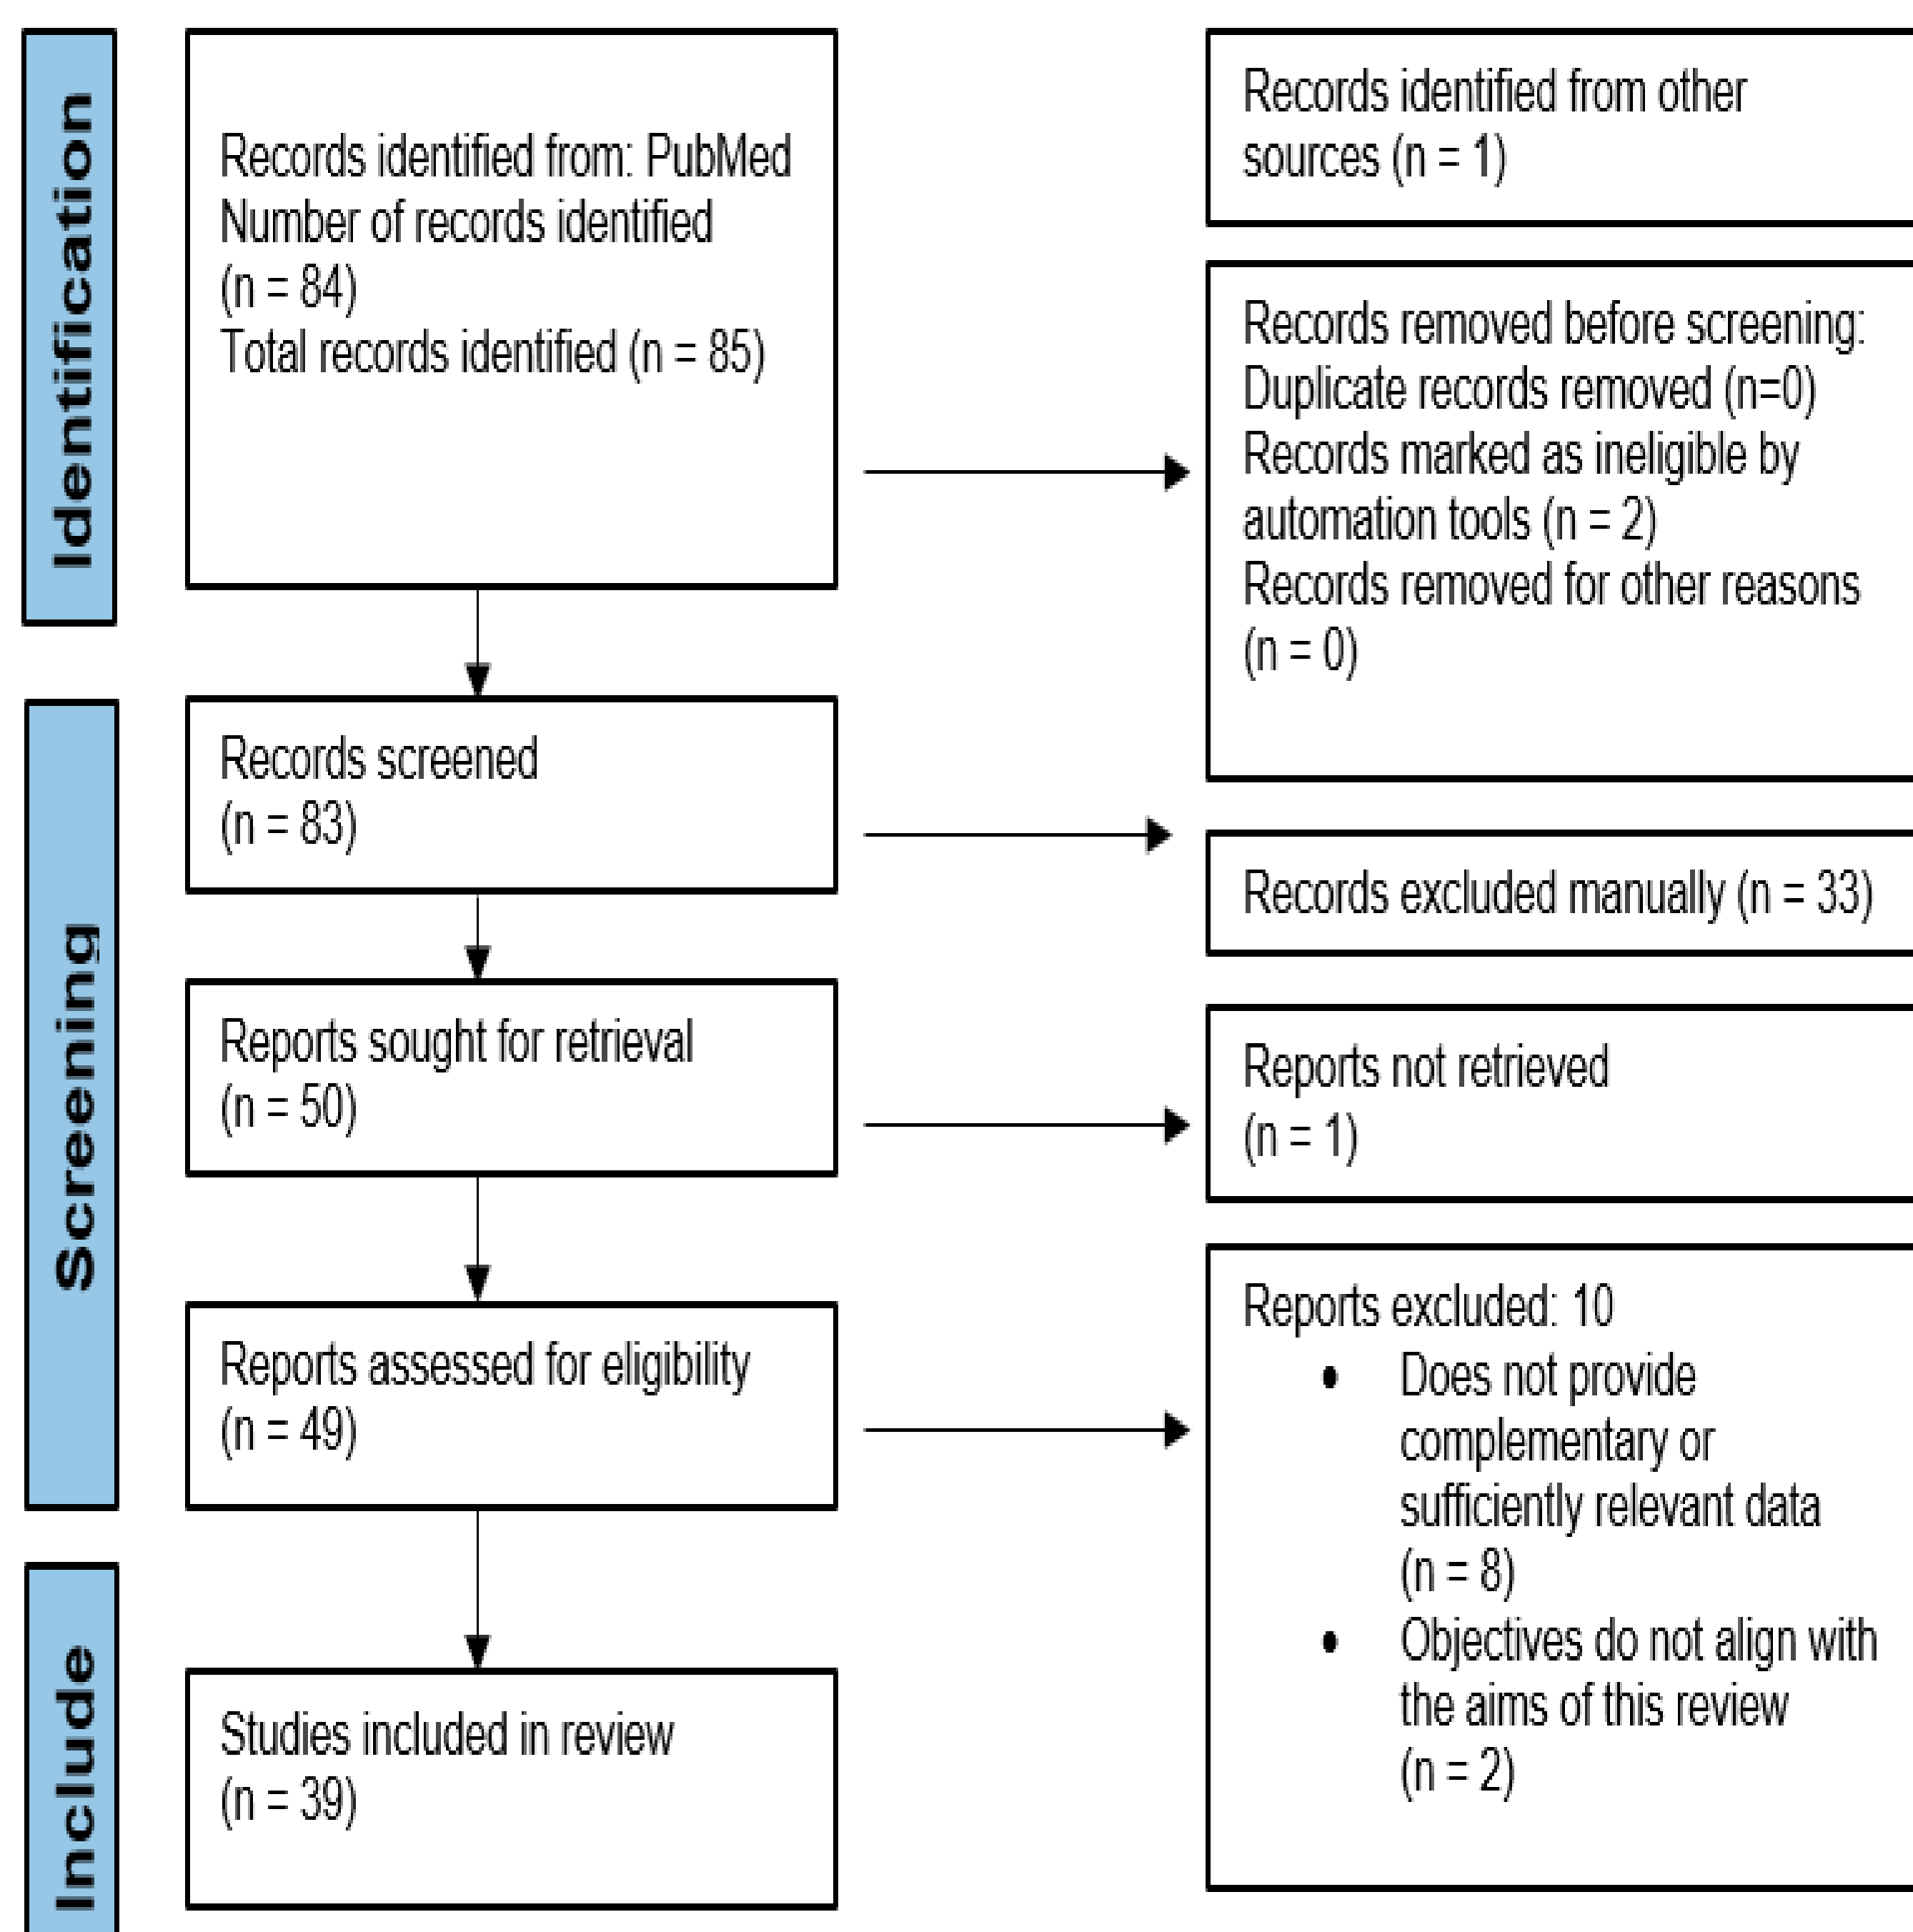 Identification
Records identified from: PubMed
Number of records identified
(n = 84)
Total records identified (n = 85)
Records identified from other
sources (n = 1)
Records removed before screening:
Duplicate records removed (n=0)
Records marked as ineligible by
automation tools (n = 2)
Records removed for other reasons
(n = 0)
Screening
Records screened
(n = 83)
Records excluded manually (n = 33)
Reports sought for retrieval
(n = 50)
Reports not retrieved
(n = 1)
Reports assessed for eligibility
(n = 49)
Reports excluded: 10
• Does not provide
complementary or
sufficiently relevant data
(n = 8)
• Objectives do not align with
the aims of this review
(n = 2)
Include
Studies included in review
(n = 39)